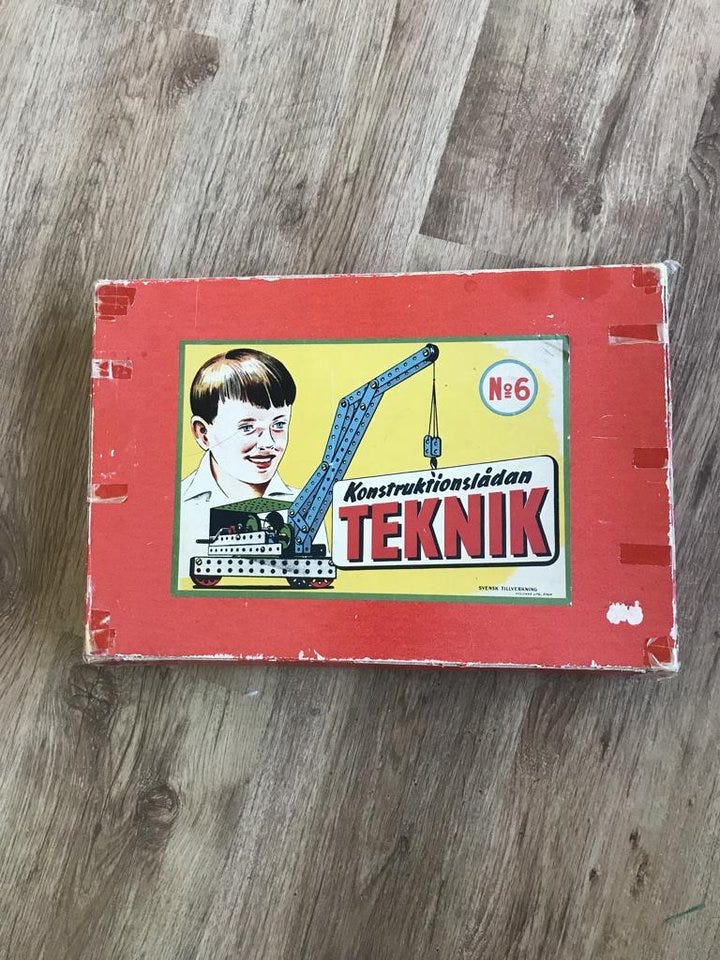 Nº6
Konstruktionslådan
TEKNIK
SVENSK TILLVERKNING